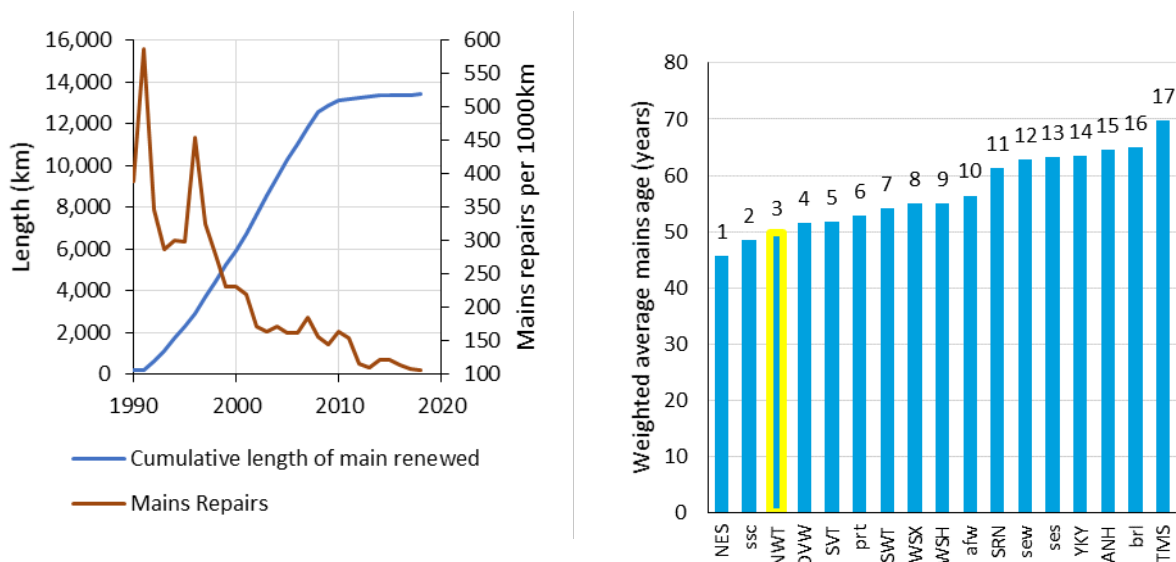 16,000
14,000
12,000
10,000
8,000
6,000
4,000
2,000
0
Length (km)
600
550
500
450
400
350
300
250
200
150
100
Mains repairs per 1000km
1990
2000
2010
2020
Cumulative length of main renewed
Mains Repairs
Weighted average mains age (years)
80
70
60
50
40
30
20
10
0
1
2
3
4
5
6
7
8
9
10
11
12
13
14
15
16
17
NES
ssc
NWT
DVW
SVT
prt
SWT
WSX
WSH
afw
SRN
sew
ses
YKY
ANH
brl
TMS